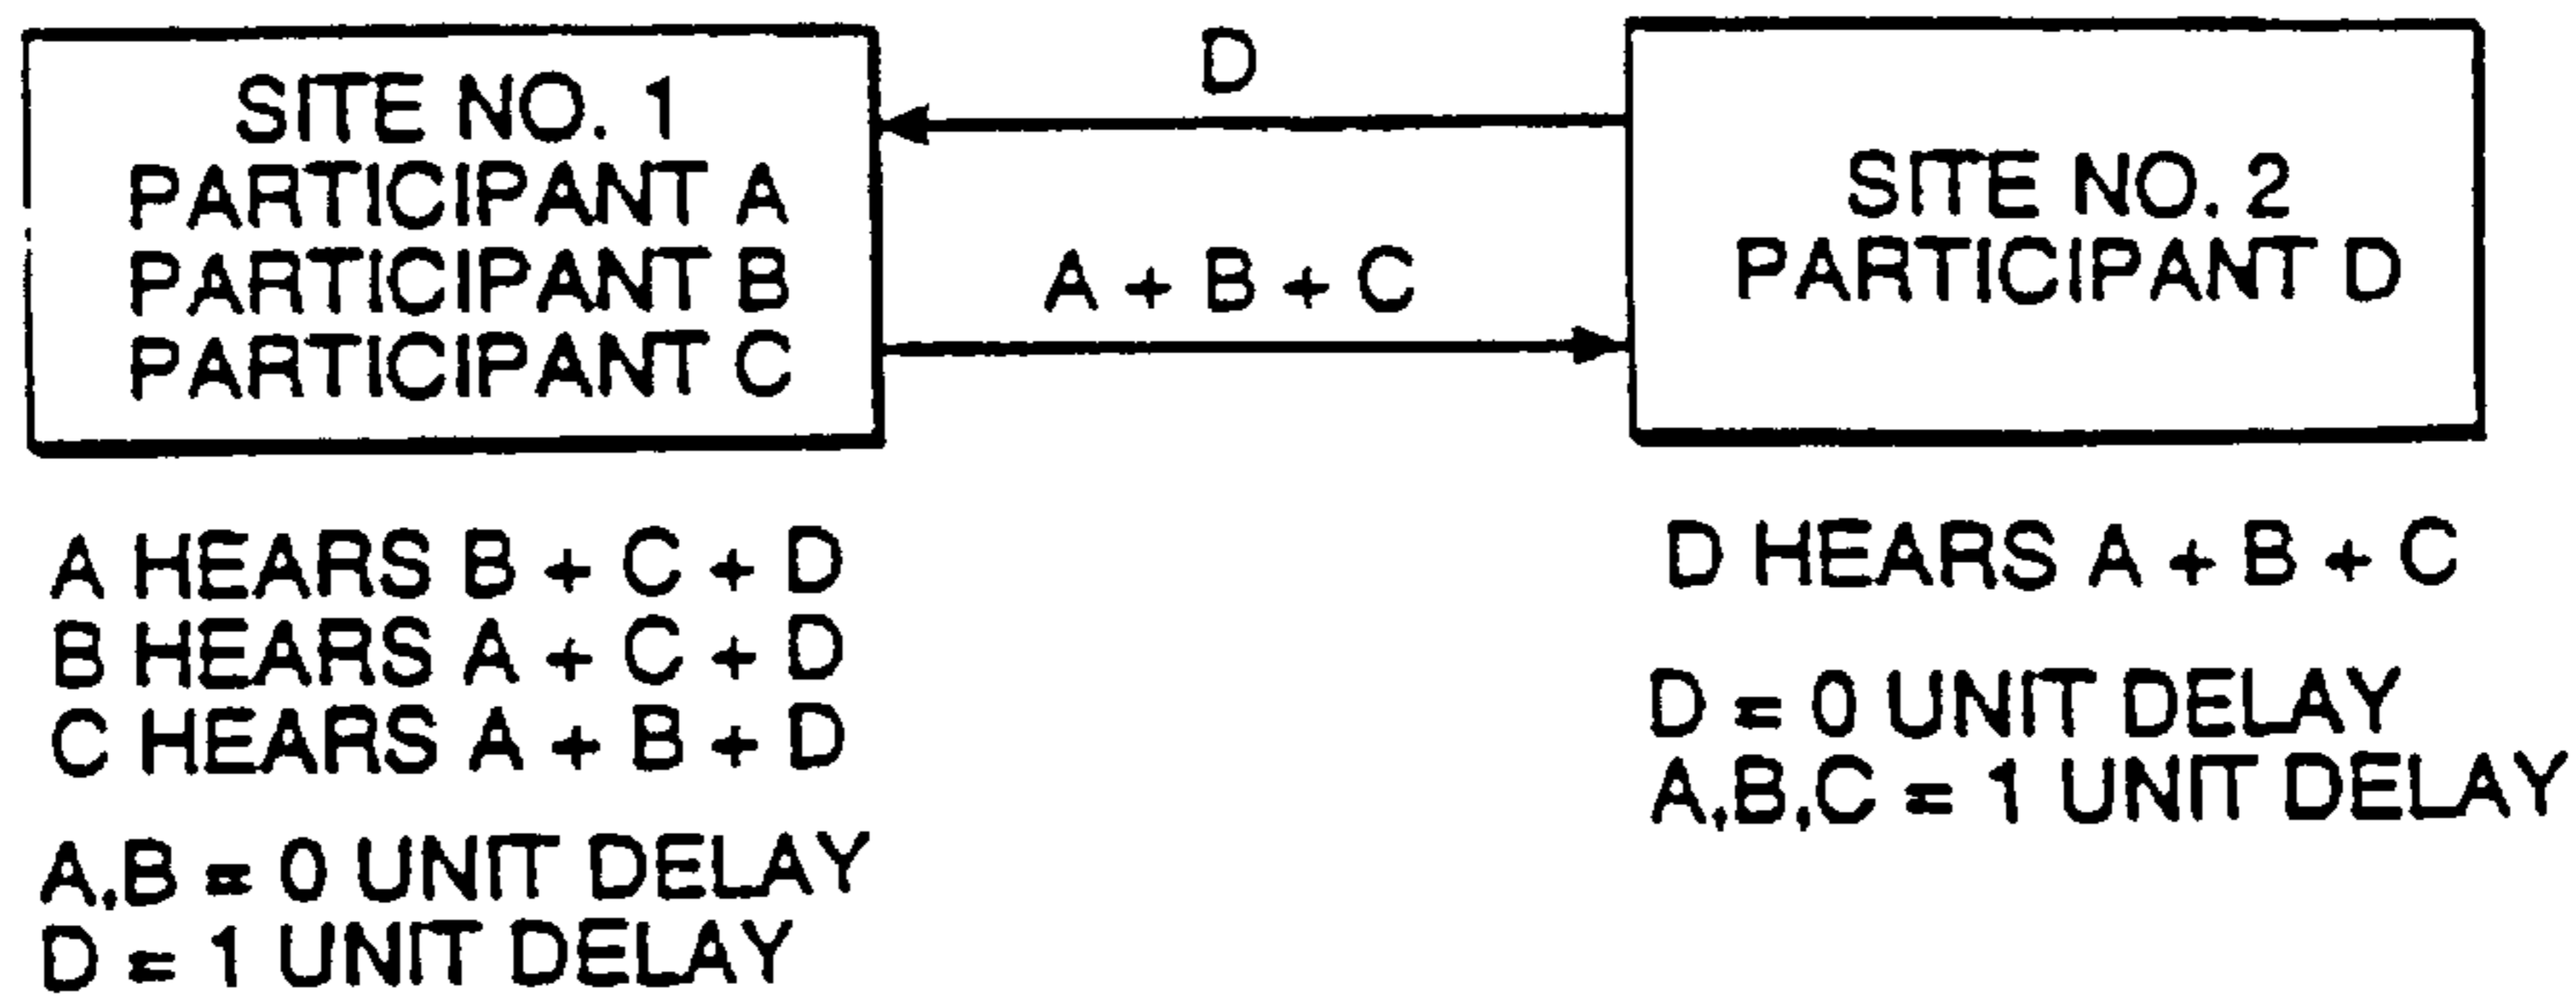 SITE NO. 1
PARTICIPANT A
PARTICIPANT B
PARTICIPANT C
D
A + B + C
SITE NO. 2
PARTICIPANT D
A HEARS B + C + D
B HEARS A + C + D
C HEARS A + B + D
A,B = 0 UNIT DELAY
D = 1 UNIT DELAY
D HEARS A + B + C
D = 0 UNIT DELAY
A,B,C = 1 UNIT DELAY